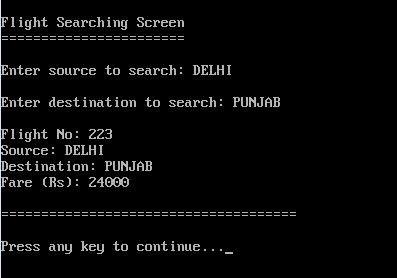 Flight Searching Screen
=======================
Enter source to search: DELHI
Enter destination to search: PUNJAB
Flight No: 223
Source: DELHI
Destination: PUNJAB
Fare (Rs): 24000
=====================================
Press any key to continue..._